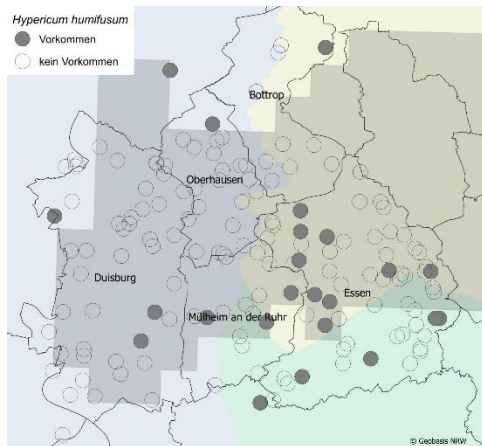 Hypericum humifusum
Vorkommen
kein Vorkommen
Bottrop
Oberhausen
Duisburg
Essen
Mülheim an der Ruhr
© Geobasis NRW